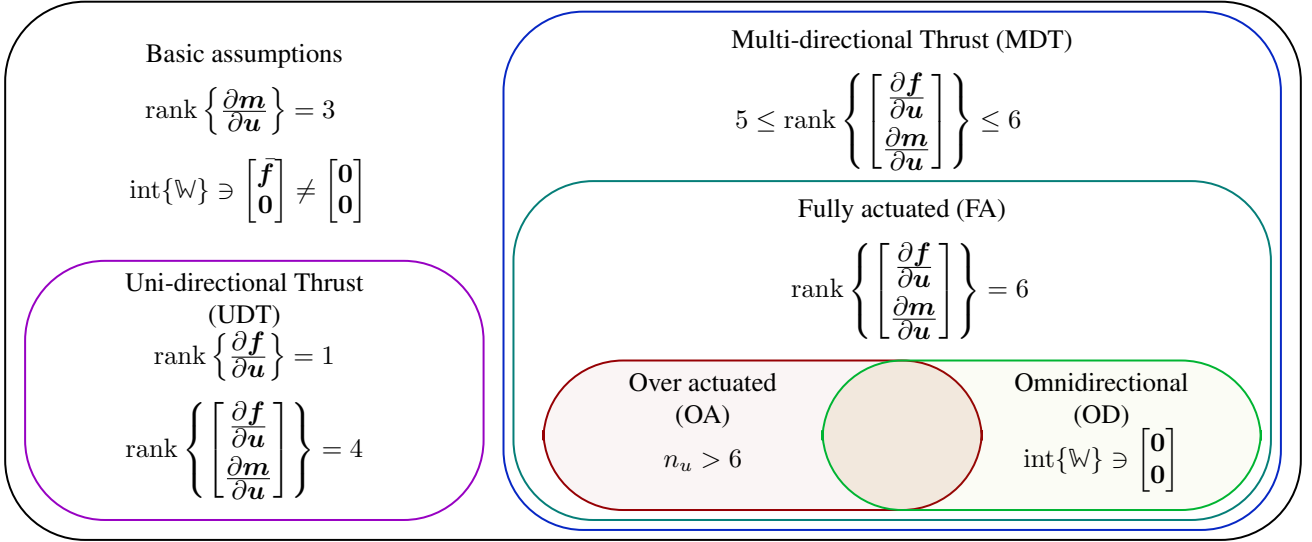 Basic assumptions
rank { ∂m/∂u } = 3
int{𝕎} ∋ [ f̄ ; 0 ] ≠ [ 0 ; 0 ]
Uni-directional Thrust
(UDT)
rank { ∂f/∂u } = 1
rank { [ ∂f/∂u ; ∂m/∂u ] } = 4
Multi-directional Thrust (MDT)
5 ≤ rank { [ ∂f/∂u ; ∂m/∂u ] } ≤ 6
Fully actuated (FA)
rank { [ ∂f/∂u ; ∂m/∂u ] } = 6
Over actuated
(OA)
n_u > 6
Omnidirectional
(OD)
int{𝕎} ∋ [ 0 ; 0 ]